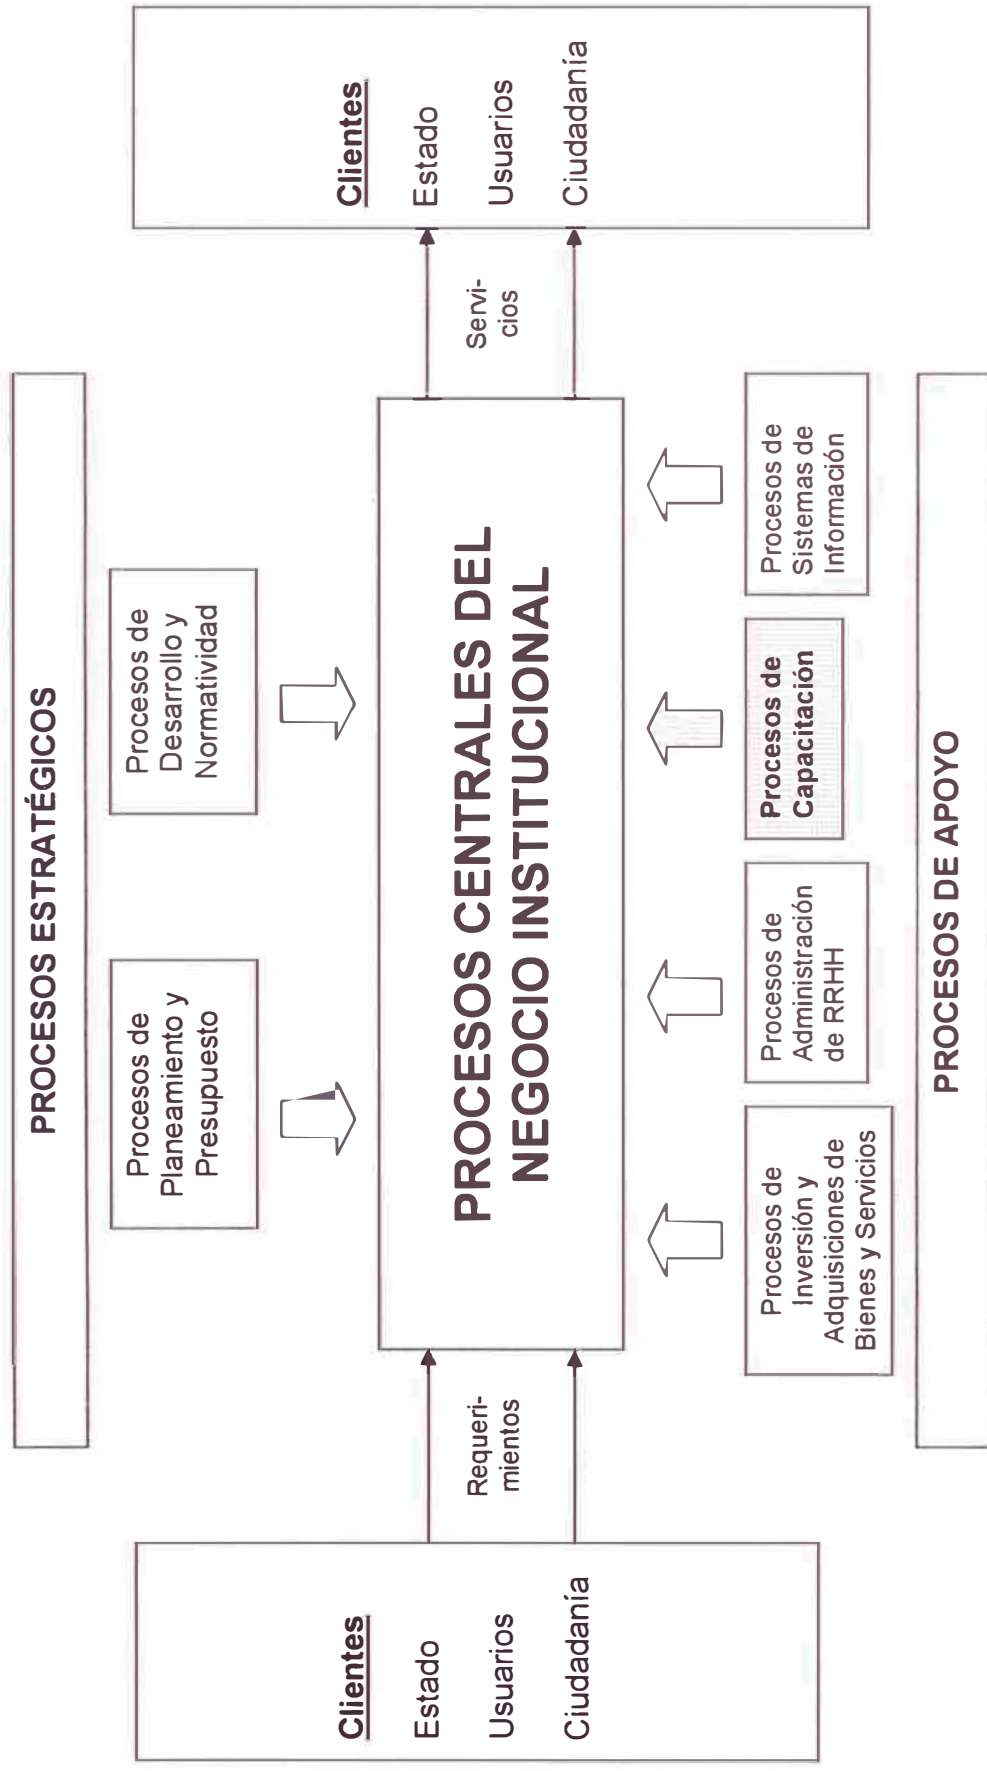 PROCESOS ESTRATÉGICOS
Procesos de
Planeamiento y
Presupuesto
Procesos de
Desarrollo y
Normatividad
Clientes
Estado
Usuarios
Ciudadanía
Requeri-
mientos
PROCESOS CENTRALES DEL
NEGOCIO INSTITUCIONAL
Servi-
cios
Clientes
Estado
Usuarios
Ciudadanía
Procesos de
Inversión y
Adquisiciones de
Bienes y Servicios
Procesos de
Administración
de RRHH
Procesos de
Capacitación
Procesos de
Sistemas de
Información
PROCESOS DE APOYO